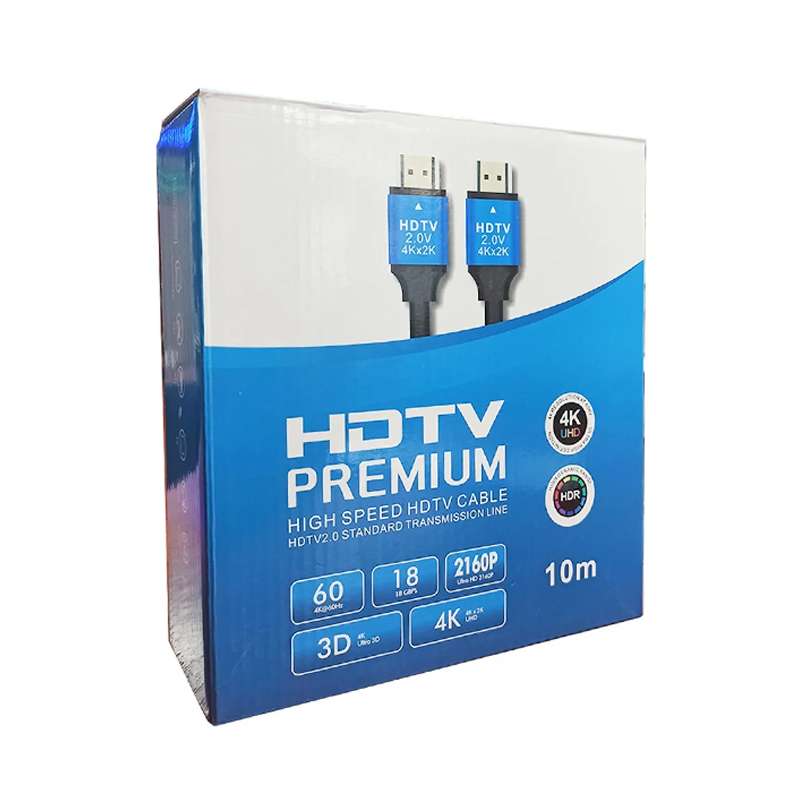 HDTV
2.0V
4Kx2K
HDTV
2.0V
4Kx2K
HDTV
PREMIUM
HIGH SPEED HDTV CABLE
HDTV2.0 STANDARD TRANSMISSION LINE
4K
UHD
HDR
10m
60
4K@60Hz
18
18 GBPS
2160P
Ultra HD 2160P
3D
4K
Ultra 3D
4K
4K x 2K
UHD